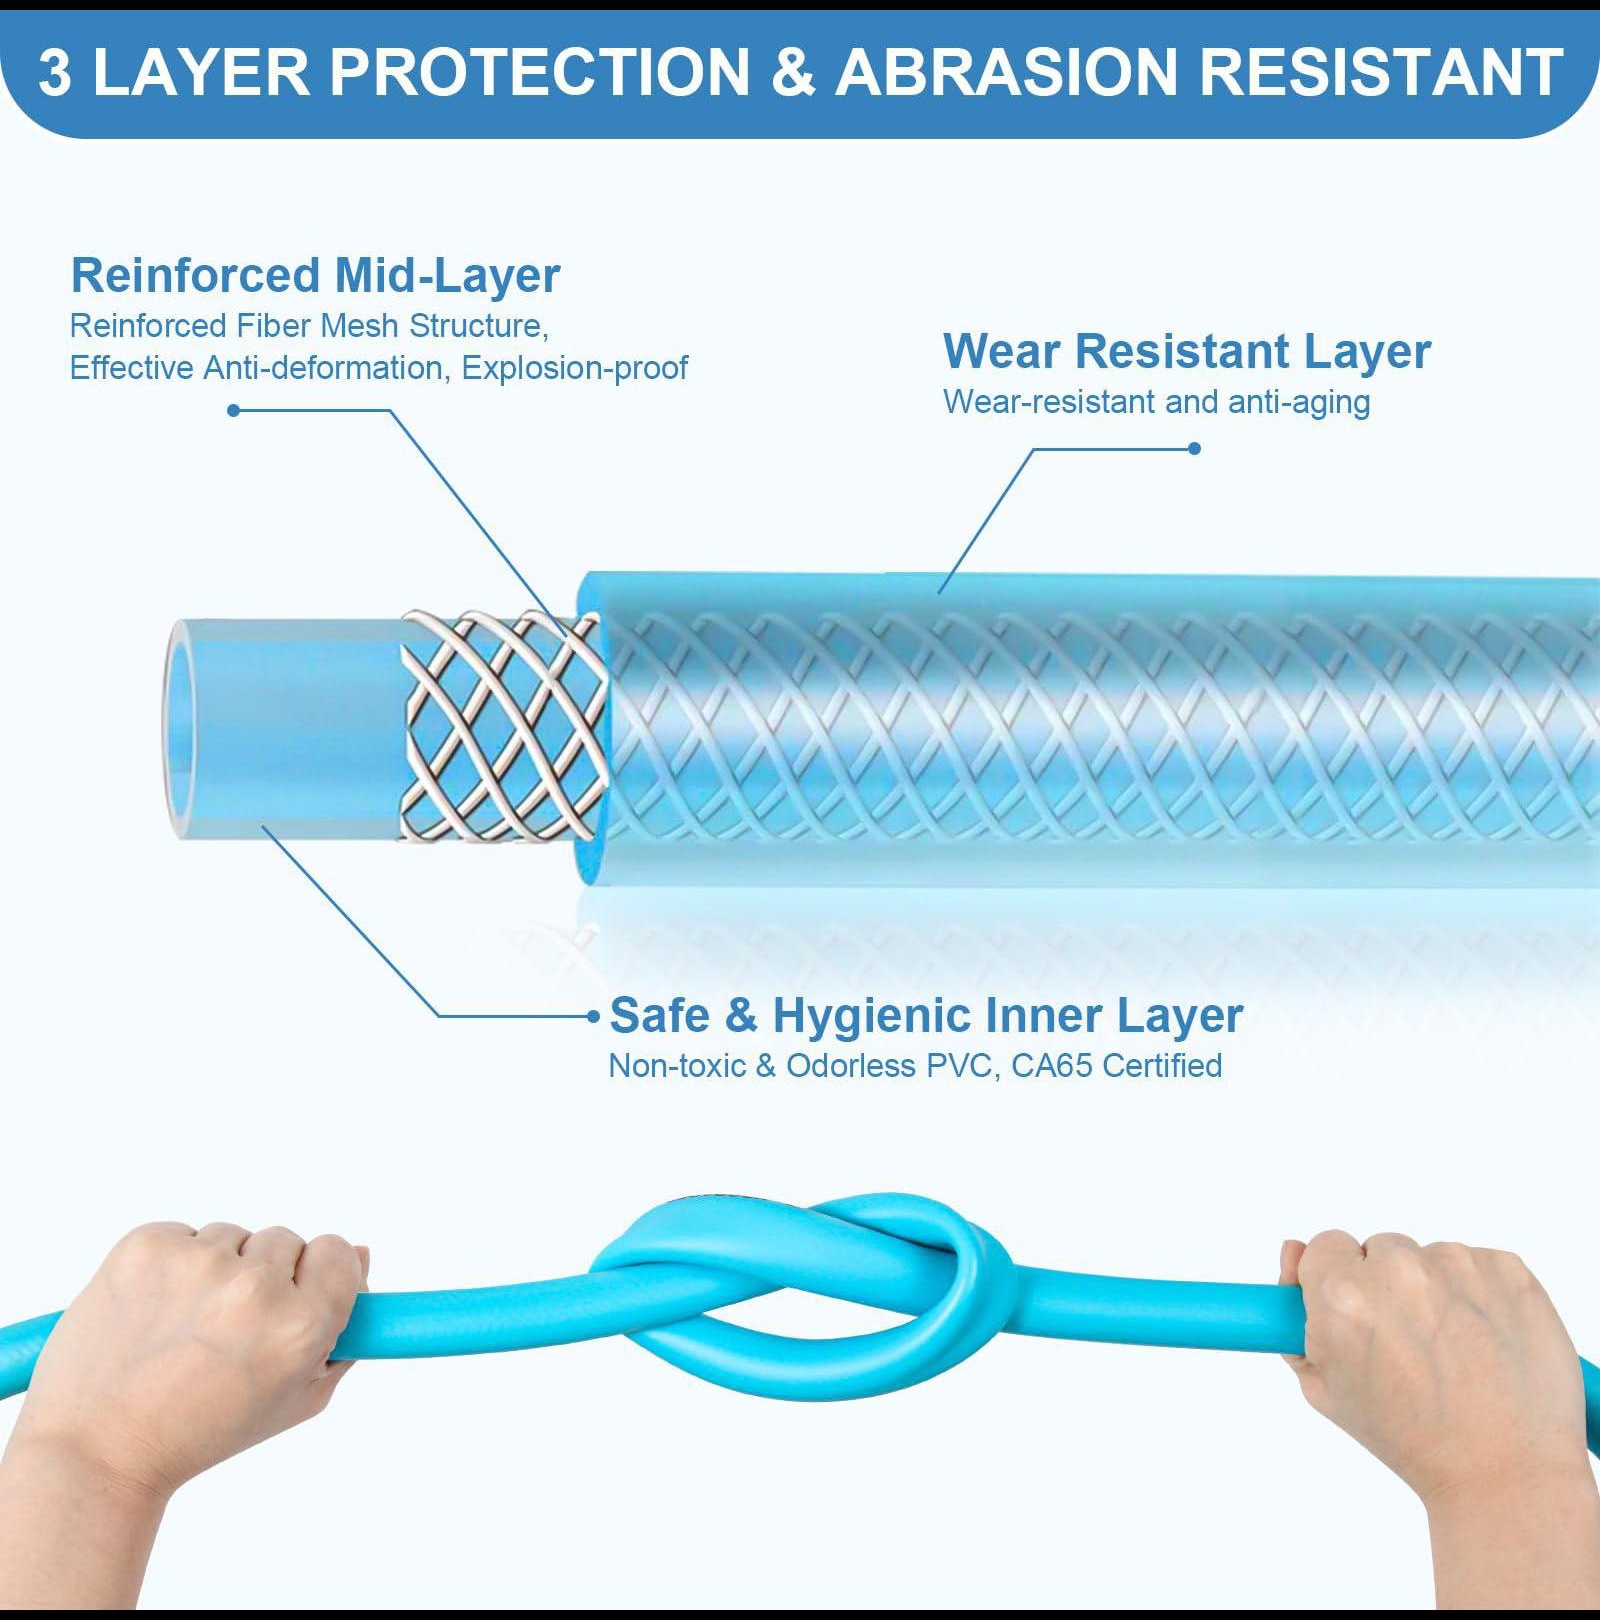 3 LAYER PROTECTION & ABRASION RESISTANT
Reinforced Mid-Layer
Reinforced Fiber Mesh Structure,
Effective Anti-deformation, Explosion-proof
Wear Resistant Layer
Wear-resistant and anti-aging
Safe & Hygienic Inner Layer
Non-toxic & Odorless PVC, CA65 Certified